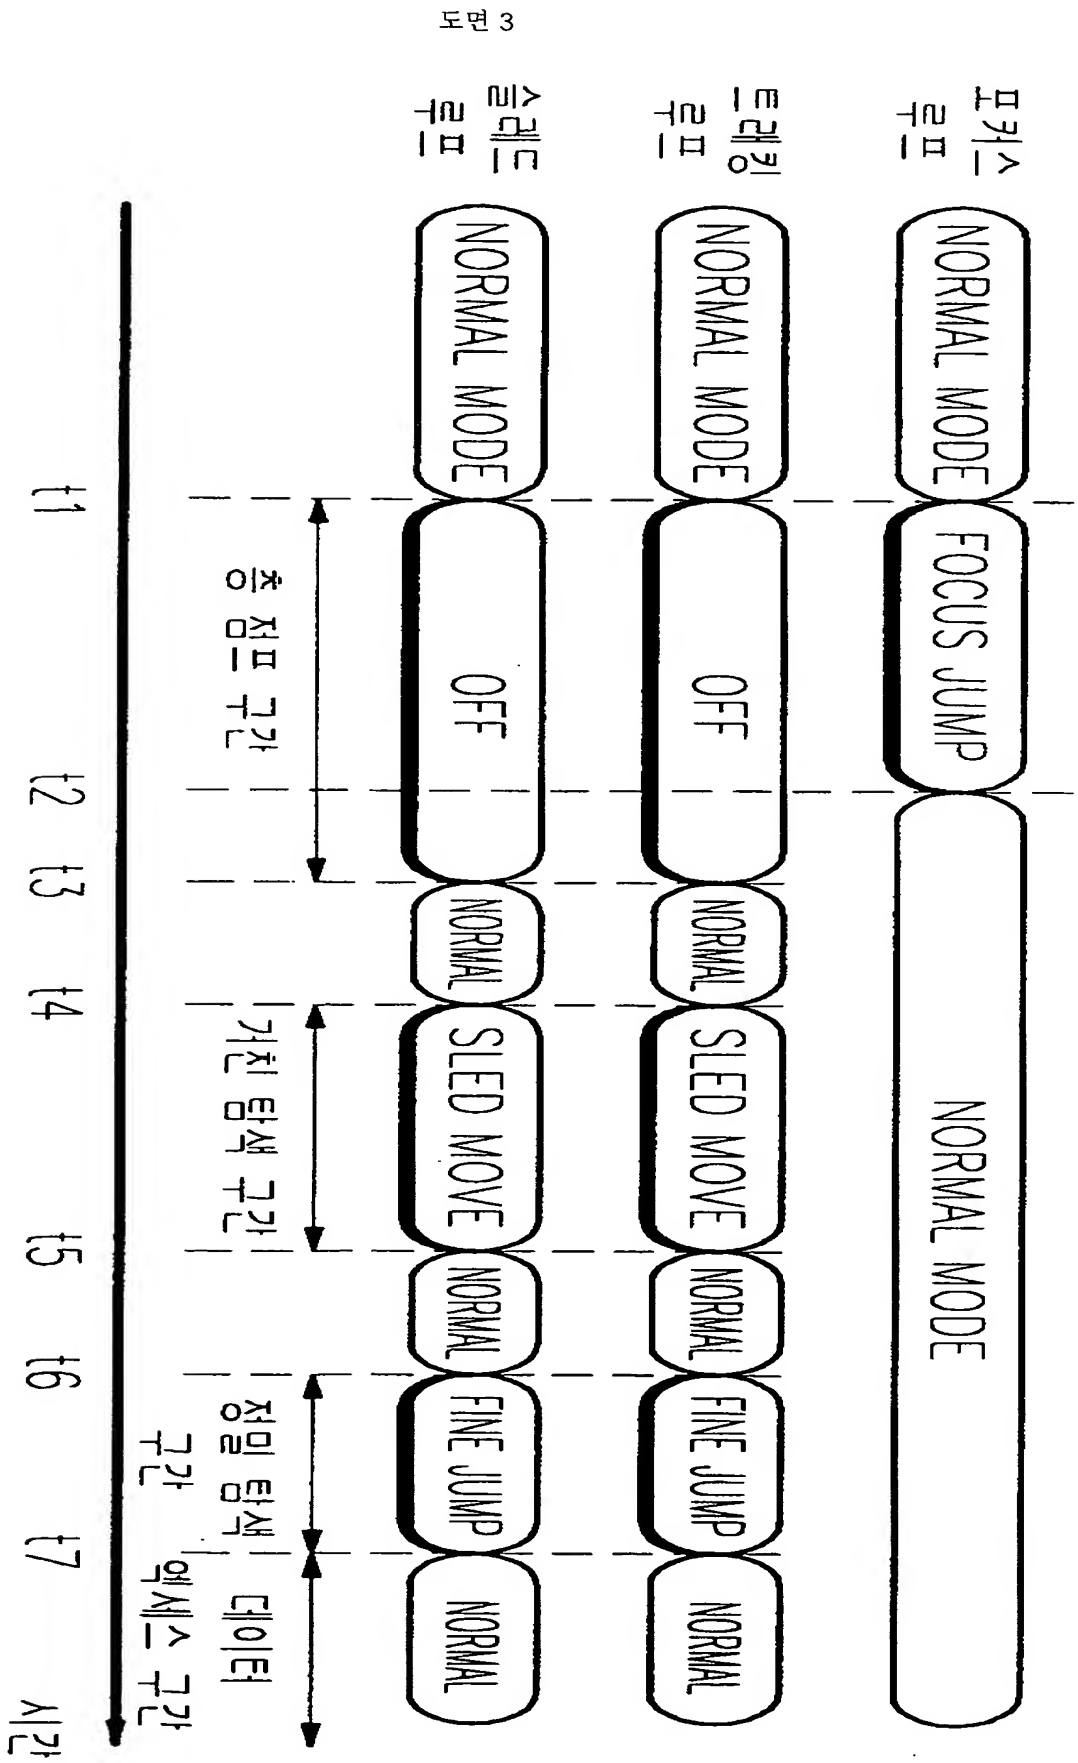 도면 3
포커스
루프
NORMAL MODE
FOCUS JUMP
NORMAL MODE
트래킹
루프
NORMAL MODE
OFF
NORMAL
SLED MOVE
NORMAL
FINE JUMP
NORMAL
슬레드
루프
NORMAL MODE
OFF
NORMAL
SLED MOVE
NORMAL
FINE JUMP
NORMAL
층 점프 구간
거친 탐색 구간
정밀 탐색
구간
데이터
액세스 구간
t1
t2
t3
t4
t5
t6
t7
시간